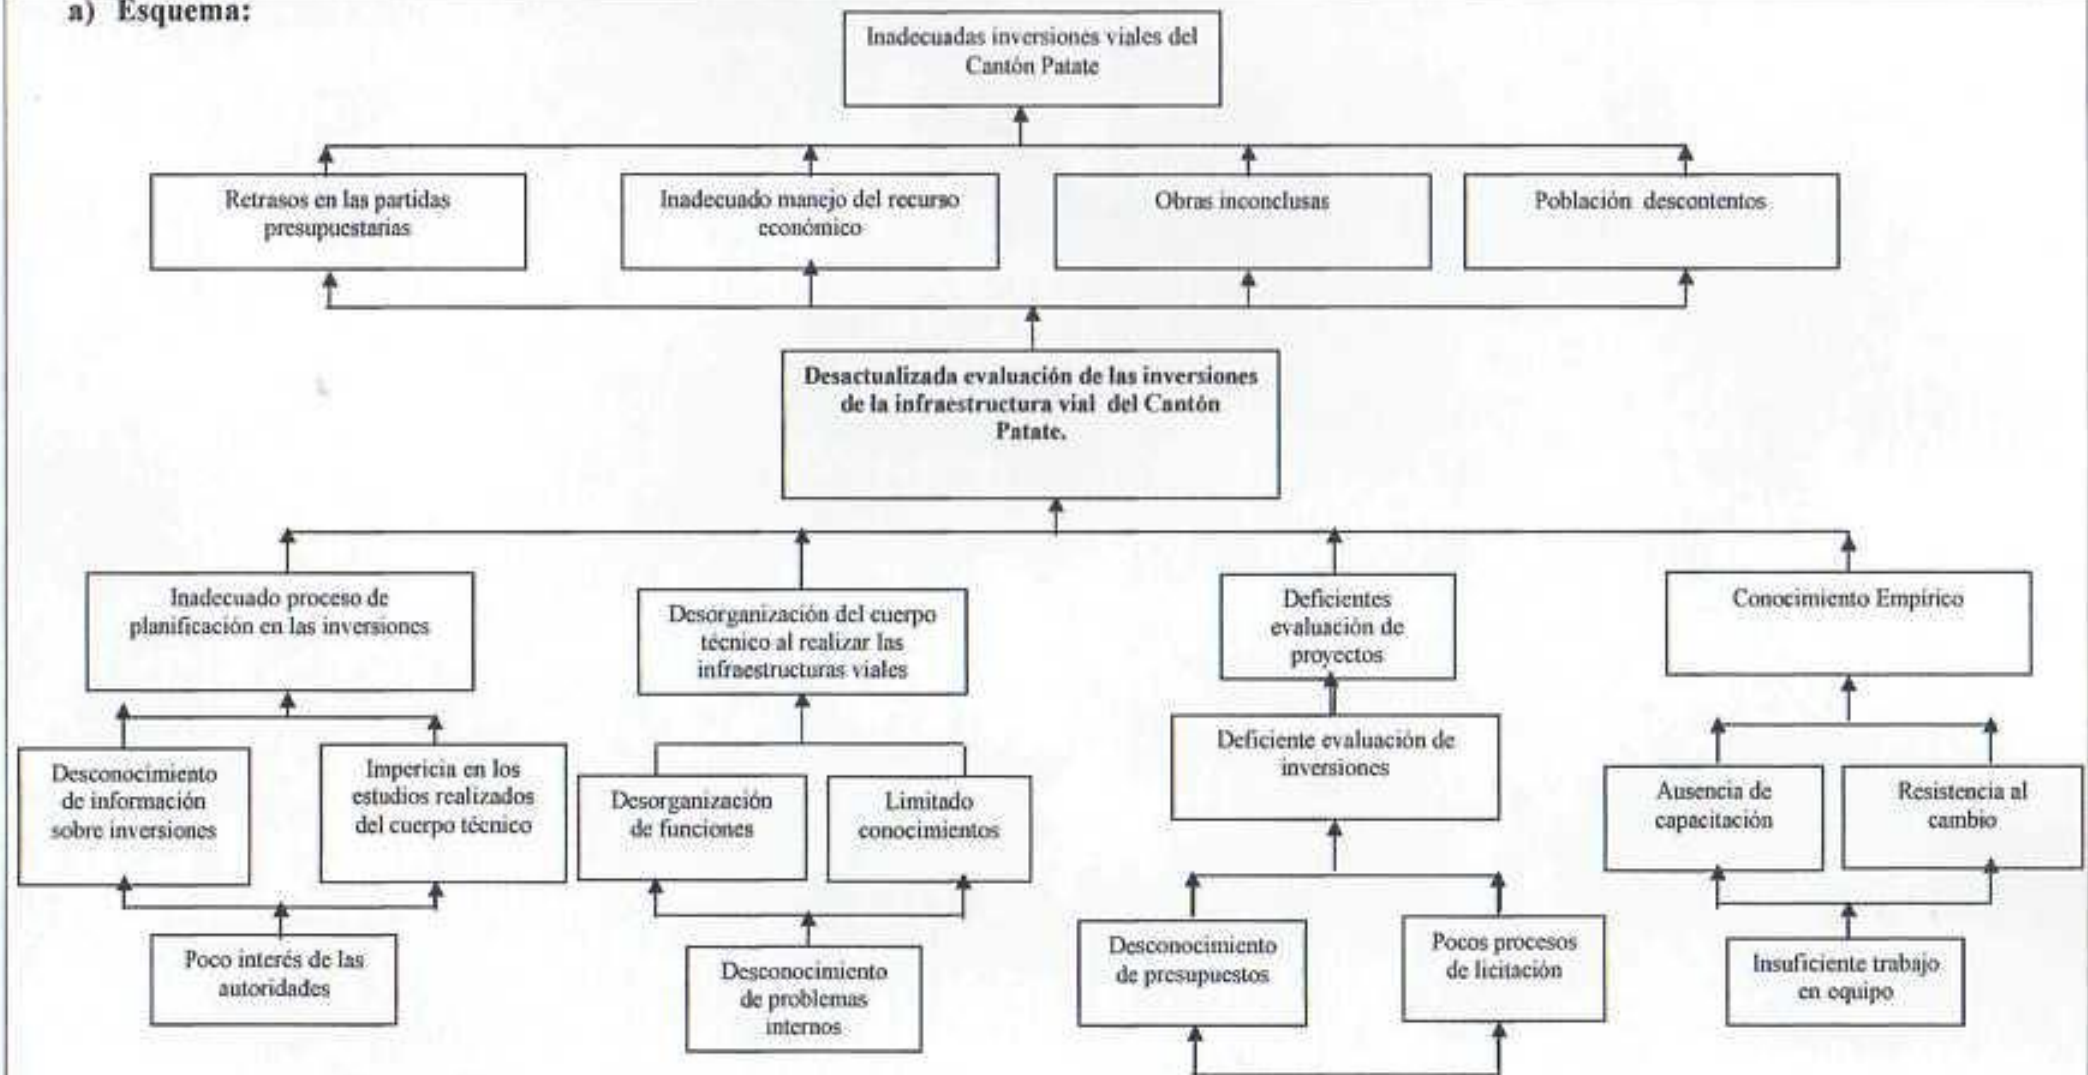 a) Esquema:
Inadecuadas inversiones viales del
Cantón Patate
Retrasos en las partidas
presupuestarias
Inadecuado manejo del recurso
económico
Obras inconclusas
Población descontentos
Desactualizada evaluación de las inversiones
de la infraestructura vial del Cantón
Patate.
Inadecuado proceso de
planificación en las inversiones
Desorganización del cuerpo
técnico al realizar las
infraestructuras viales
Deficientes
evaluación de
proyectos
Conocimiento Empírico
Desconocimiento
de información
sobre inversiones
Impericia en los
estudios realizados
del cuerpo técnico
Desorganización
de funciones
Limitado
conocimientos
Deficiente evaluación de
inversiones
Ausencia de
capacitación
Resistencia al
cambio
Poco interés de las
autoridades
Desconocimiento
de problemas
internos
Desconocimiento
de presupuestos
Pocos procesos
de licitación
Insuficiente trabajo
en equipo